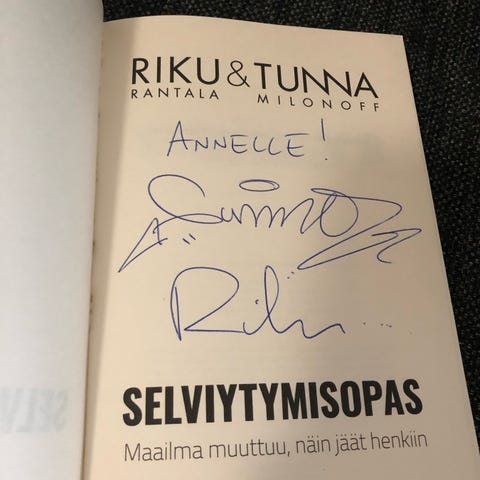 RIKU & TUNNA
RANTALA MILONOFF
ANNELLE!
Riku
SELVIYTYMISOPAS
Maailma muuttuu, näin jäät henkiin